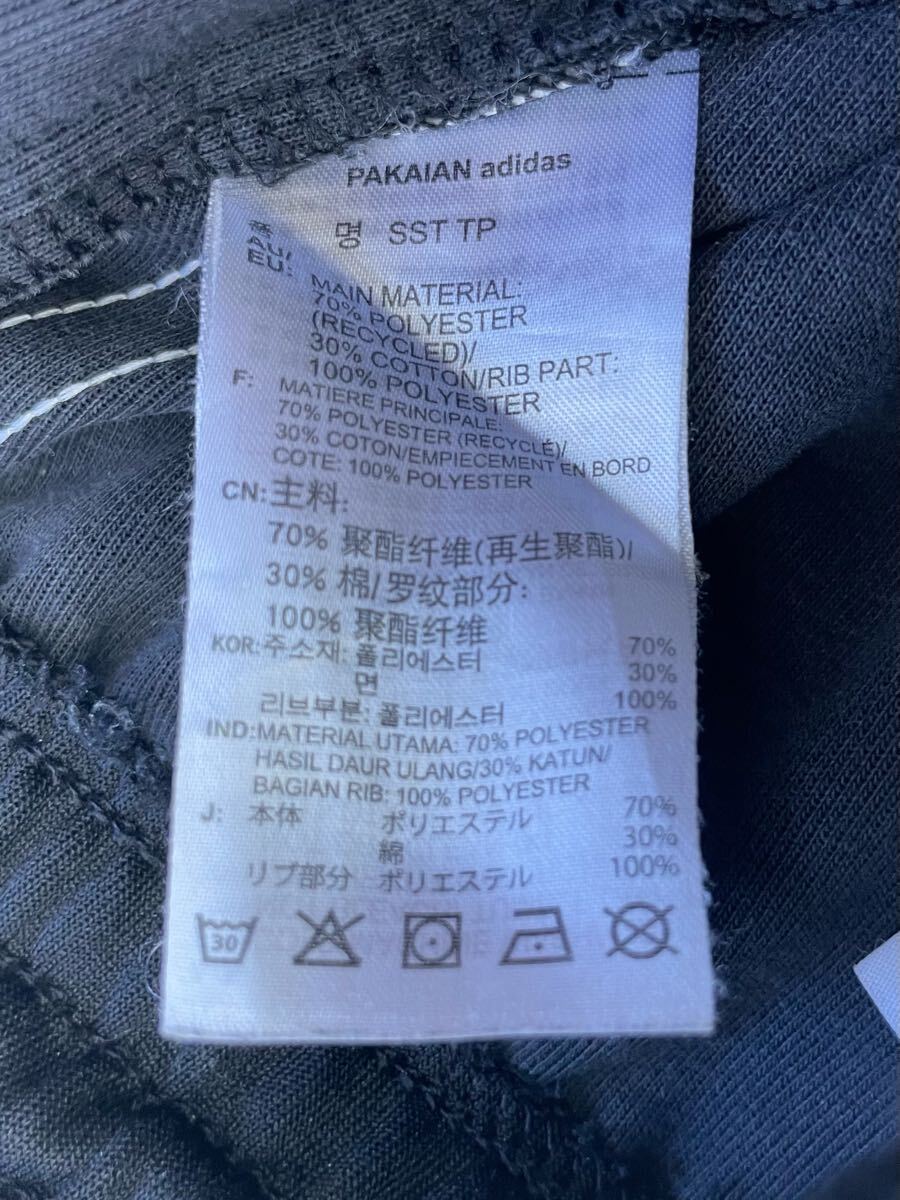 PAKAIAN adidas
품 명 SST TP
AU/
EU: MAIN MATERIAL:
70% POLYESTER
(RECYCLED)/
30% COTTON/RIB PART:
100% POLYESTER
F: MATIERE PRINCIPALE:
70% POLYESTER (RECYCLÉ)/
30% COTON/EMPIECEMENT EN BORD
COTE: 100% POLYESTER
CN: 主料:
70% 聚酯纤维(再生聚酯)/
30% 棉/罗纹部分:
100% 聚酯纤维
KOR: 주소재: 폴리에스터 70%
면 30%
리브부분: 폴리에스터 100%
IND: MATERIAL UTAMA: 70% POLYESTER
HASIL DAUR ULANG/30% KATUN/
BAGIAN RIB: 100% POLYESTER
J: 本体 ポリエステル 70%
綿 30%
リブ部分 ポリエステル 100%
30